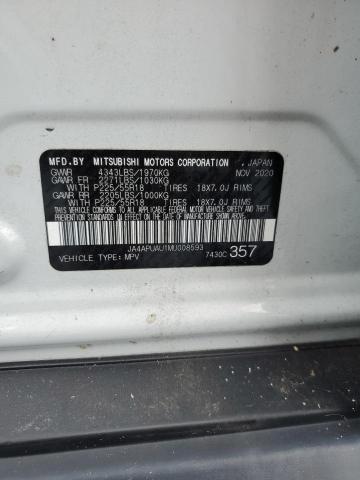 MFD.BY MITSUBISHI MOTORS CORPORATION , JAPAN
GVWR 4343LBS/1970KG NOV 2020
GAWR FR 2271LBS/1030KG
WITH P225/55R18 TIRES 18X7.0J RIMS
GAWR RR 2205LBS/1000KG
WITH P225/55R18 TIRES 18X7.0J RIMS
THIS VEHICLE CONFORMS TO ALL APPLICABLE FEDERAL MOTOR VEHICLE SAFETY, BUMPER AND THEFT PREVENTION STANDARDS IN EFFECT ON THE DATE OF MANUFACTURE SHOWN ABOVE.
JA4APUAU1MU008593
VEHICLE TYPE: MPV 7430C 357